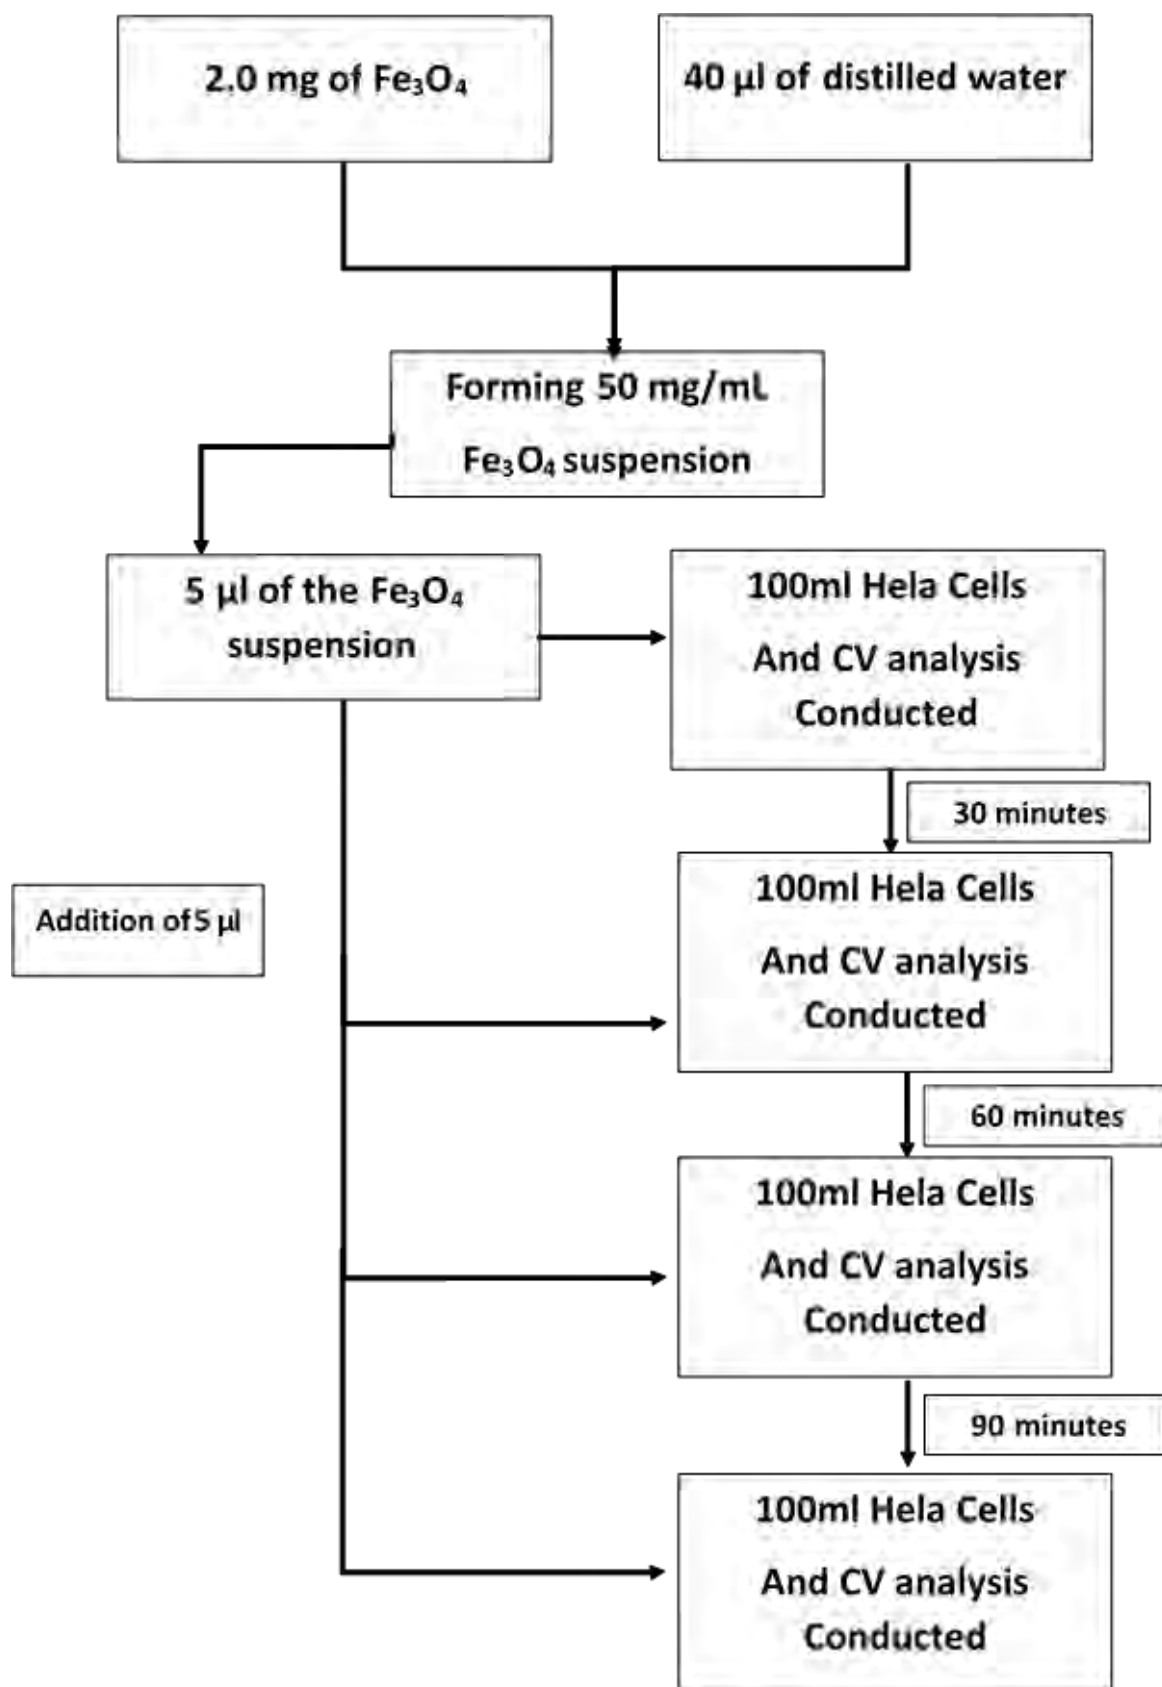 2.0 mg of Fe₃O₄
40 µl of distilled water
Forming 50 mg/mL
Fe₃O₄ suspension
5 µl of the Fe₃O₄
suspension
100ml Hela Cells
And CV analysis
Conducted
30 minutes
Addition of 5 µl
100ml Hela Cells
And CV analysis
Conducted
60 minutes
100ml Hela Cells
And CV analysis
Conducted
90 minutes
100ml Hela Cells
And CV analysis
Conducted